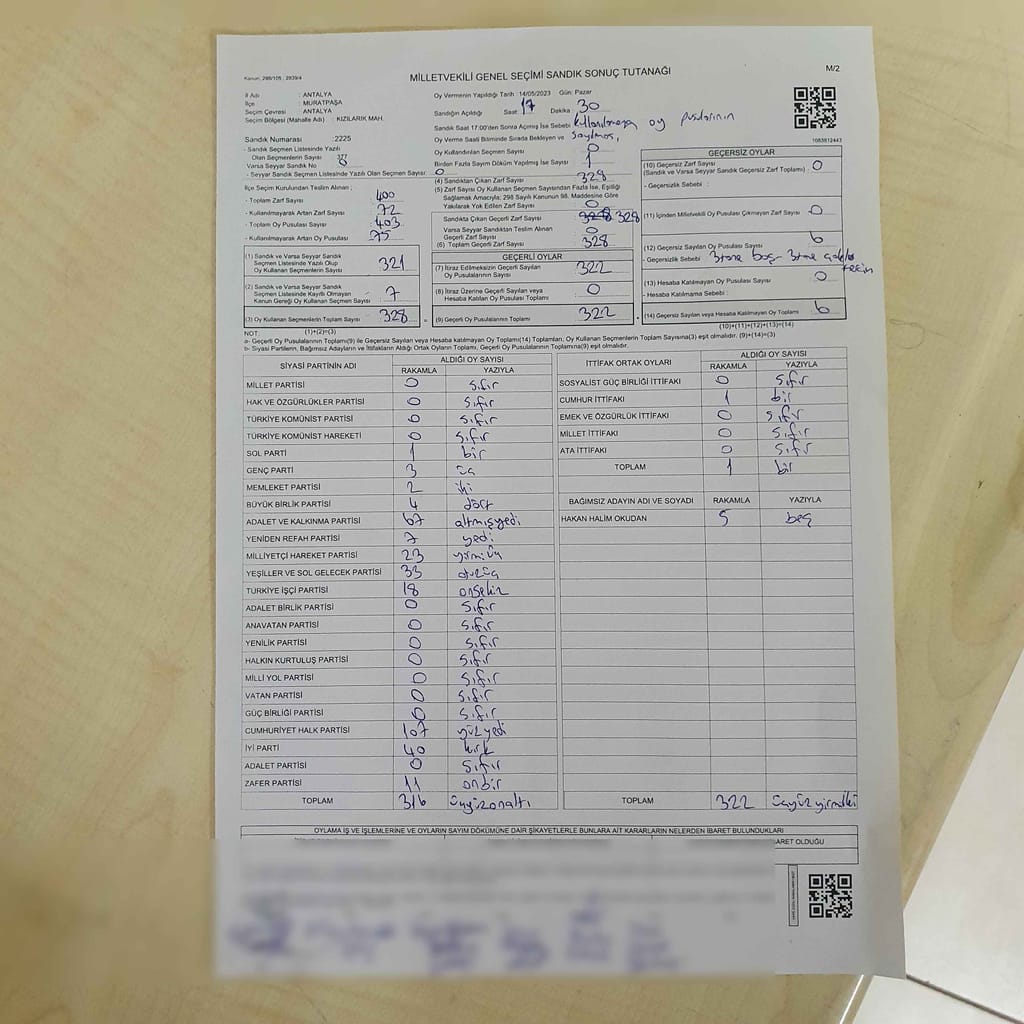 Kanun: 298/105 ; 2839/4
MİLLETVEKİLİ GENEL SEÇİMİ SANDIK SONUÇ TUTANAĞI
M/2
İl Adı : ANTALYA
İlçe : MURATPAŞA
Seçim Çevresi : ANTALYA
Seçim Bölgesi (Mahalle Adı) : KIZILARIK MAH.
Sandık Numarası :2225
- Sandık Seçmen Listesinde Yazılı
Olan Seçmenlerin Sayısı 377
Varsa Seyyar Sandık No 0
- Seyyar Sandık Seçmen Listesinde Yazılı Olan Seçmen Sayısı: 0
İlçe Seçim Kurulundan Teslim Alınan ;
- Toplam Zarf Sayısı 400
- Kullanılmayarak Artan Zarf Sayısı 72
- Toplam Oy Pusulası Sayısı 403
- Kullanılmayarak Artan Oy Pusulası 75
(1) Sandık ve Varsa Seyyar Sandık
Seçmen Listesinde Yazılı Olup
Oy Kullanan Seçmenlerin Sayısı 321
(2) Sandık ve Varsa Seyyar Sandık
Seçmen Listesinde Kayıtlı Olmayan
Kanun Gereği Oy Kullanan Seçmen Sayısı 7
(3) Oy Kullanan Seçmenlerin Toplam Sayısı 328
Oy Vermenin Yapıldığı Tarih : 14/05/2023 Gün: Pazar
Sandığın Açıldığı Saat 17 Dakika 30
Sandık Saat 17:00'den Sonra Açılmış İse Sebebi kullanılmayan oy pusularının
Oy Verme Saati Bitiminde Sırada Bekleyen ve sayılması,
Oy Kullandırılan Seçmen Sayısı 0
Birden Fazla Sayım Döküm Yapılmış İse Sayısı 1
(4) Sandıktan Çıkan Zarf Sayısı 328
(5) Zarf Sayısı Oy Kullanan Seçmen Sayısından Fazla İse, Eşitliği
Sağlamak Amacıyla; 298 Sayılı Kanunun 98. Maddesine Göre
Yakılarak Yok Edilen Zarf Sayısı 0
Sandıkta Çıkan Geçerli Zarf Sayısı 328 328
Varsa Seyyar Sandıktan Teslim Alınan
Geçerli Zarf Sayısı 0
(6) Toplam Geçerli Zarf Sayısı 328
GEÇERLİ OYLAR
(7) İtiraz Edilmeksizin Geçerli Sayılan
Oy Pusulalarının Sayısı 322
(8) İtiraz Üzerine Geçerli Sayılan veya
Hesaba Katılan Oy Pusulası Toplamı 0
(9) Geçerli Oy Pusulalarının Toplamı 322
1083812443
GEÇERSİZ OYLAR
(10) Geçersiz Zarf Sayısı 0
(Sandık ve Varsa Seyyar Sandık Geçersiz Zarf Toplamı) :
- Geçersizlik Sebebi :
(11) İçinden Milletvekili Oy Pusulası Çıkmayan Zarf Sayısı 0
(12) Geçersiz Sayılan Oy Pusulası Sayısı 6
- Geçersizlik Sebebi 3 tane boş- 3 tane
(13) Hesaba Katılmayan Oy Pusulası Sayısı 0
- Hesaba Katılmama Sebebi :
(14) Geçersiz Sayılan veya Hesaba Katılmayan Oy Toplamı 6
(10)+(11)+(12)+(13)=(14)
NOT: (1)+(2)=(3)
a- Geçerli Oy Pusulalarının Toplamı(9) ile Geçersiz Sayılan veya Hesaba Katılmayan Oy Toplamı(14) Toplamları, Oy Kullanan Seçmenlerin Toplam Sayısına(3) eşit olmalıdır. (9)+(14)=(3)
b- Siyasi Partilerin, Bağımsız Adayların ve İttifakların Aldığı Ortak Oyların Toplamı, Geçerli Oy Pusulalarının Toplamına(9) eşit olmalıdır.
SİYASİ PARTİNİN ADI ALDIĞI OY SAYISI
RAKAMLA YAZIYLA
MİLLET PARTİSİ 0 sıfır
HAK VE ÖZGÜRLÜKLER PARTİSİ 0 sıfır
TÜRKİYE KOMÜNİST PARTİSİ 0 sıfır
TÜRKİYE KOMÜNİST HAREKETİ 0 sıfır
SOL PARTİ 1 bir
GENÇ PARTİ 3 üç
MEMLEKET PARTİSİ 2 iki
BÜYÜK BİRLİK PARTİSİ 4 dört
ADALET VE KALKINMA PARTİSİ 67 altmışyedi
YENİDEN REFAH PARTİSİ 7 yedi
MİLLİYETÇİ HAREKET PARTİSİ 23 yirmiüç
YEŞİLLER VE SOL GELECEK PARTİSİ 33 otuzüç
TÜRKİYE İŞÇİ PARTİSİ 18 onsekiz
ADALET BİRLİK PARTİSİ 0 sıfır
ANAVATAN PARTİSİ 0 sıfır
YENİLİK PARTİSİ 0 sıfır
HALKIN KURTULUŞ PARTİSİ 0 sıfır
MİLLİ YOL PARTİSİ 0 sıfır
VATAN PARTİSİ 0 sıfır
GÜÇ BİRLİĞİ PARTİSİ 0 sıfır
CUMHURİYET HALK PARTİSİ 107 yüzyedi
İYİ PARTİ 40 kırk
ADALET PARTİSİ 0 sıfır
ZAFER PARTİSİ 11 onbir
TOPLAM 316 üçyüzonaltı
İTTİFAK ORTAK OYLARI ALDIĞI OY SAYISI
RAKAMLA YAZIYLA
SOSYALİST GÜÇ BİRLİĞİ İTTİFAKI 0 sıfır
CUMHUR İTTİFAKI 1 bir
EMEK VE ÖZGÜRLÜK İTTİFAKI 0 sıfır
MİLLET İTTİFAKI 0 sıfır
ATA İTTİFAKI 0 sıfır
TOPLAM 1 bir
BAĞIMSIZ ADAYIN ADI VE SOYADI RAKAMLA YAZIYLA
HAKAN HALİM OKUDAN 5 beş
TOPLAM 322 üçyüzyirmiiki
OYLAMA İŞ VE İŞLEMLERİNE VE OYLARIN SAYIM DÖKÜMÜNE DAİR ŞİKAYETLERLE BUNLARA AİT KARARLARIN NELERDEN İBARET BULUNDUKLARI
BARET OLDUĞU